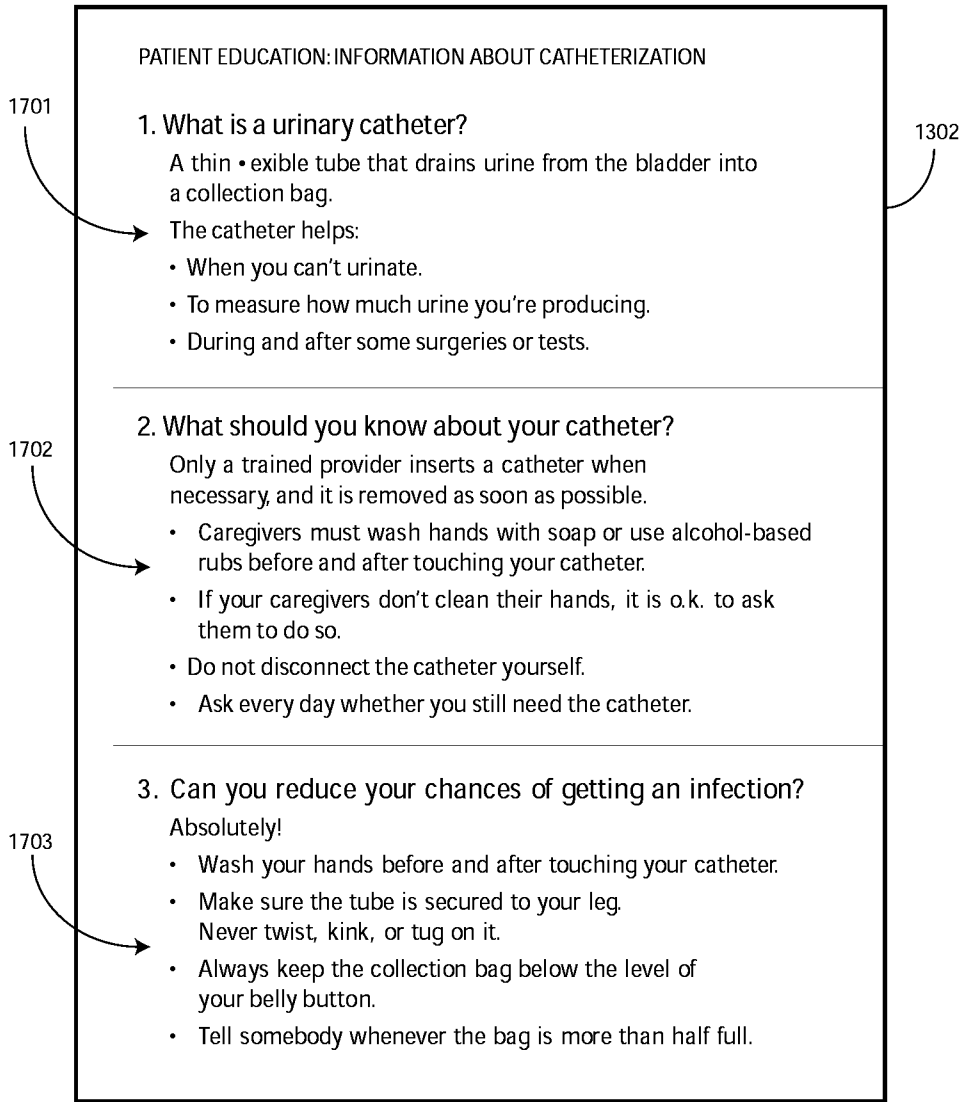 PATIENT EDUCATION: INFORMATION ABOUT CATHETERIZATION
1701
1. What is a urinary catheter?
1302
A thin • exible tube that drains urine from the bladder into
a collection bag.
The catheter helps:
• When you can't urinate.
• To measure how much urine you're producing.
• During and after some surgeries or tests.
2. What should you know about your catheter?
1702
Only a trained provider inserts a catheter when
necessary, and it is removed as soon as possible.
• Caregivers must wash hands with soap or use alcohol-based
rubs before and after touching your catheter.
• If your caregivers don't clean their hands, it is o.k. to ask
them to do so.
• Do not disconnect the catheter yourself.
• Ask every day whether you still need the catheter.
3. Can you reduce your chances of getting an infection?
Absolutely!
1703
• Wash your hands before and after touching your catheter.
• Make sure the tube is secured to your leg.
Never twist, kink, or tug on it.
• Always keep the collection bag below the level of
your belly button.
• Tell somebody whenever the bag is more than half full.